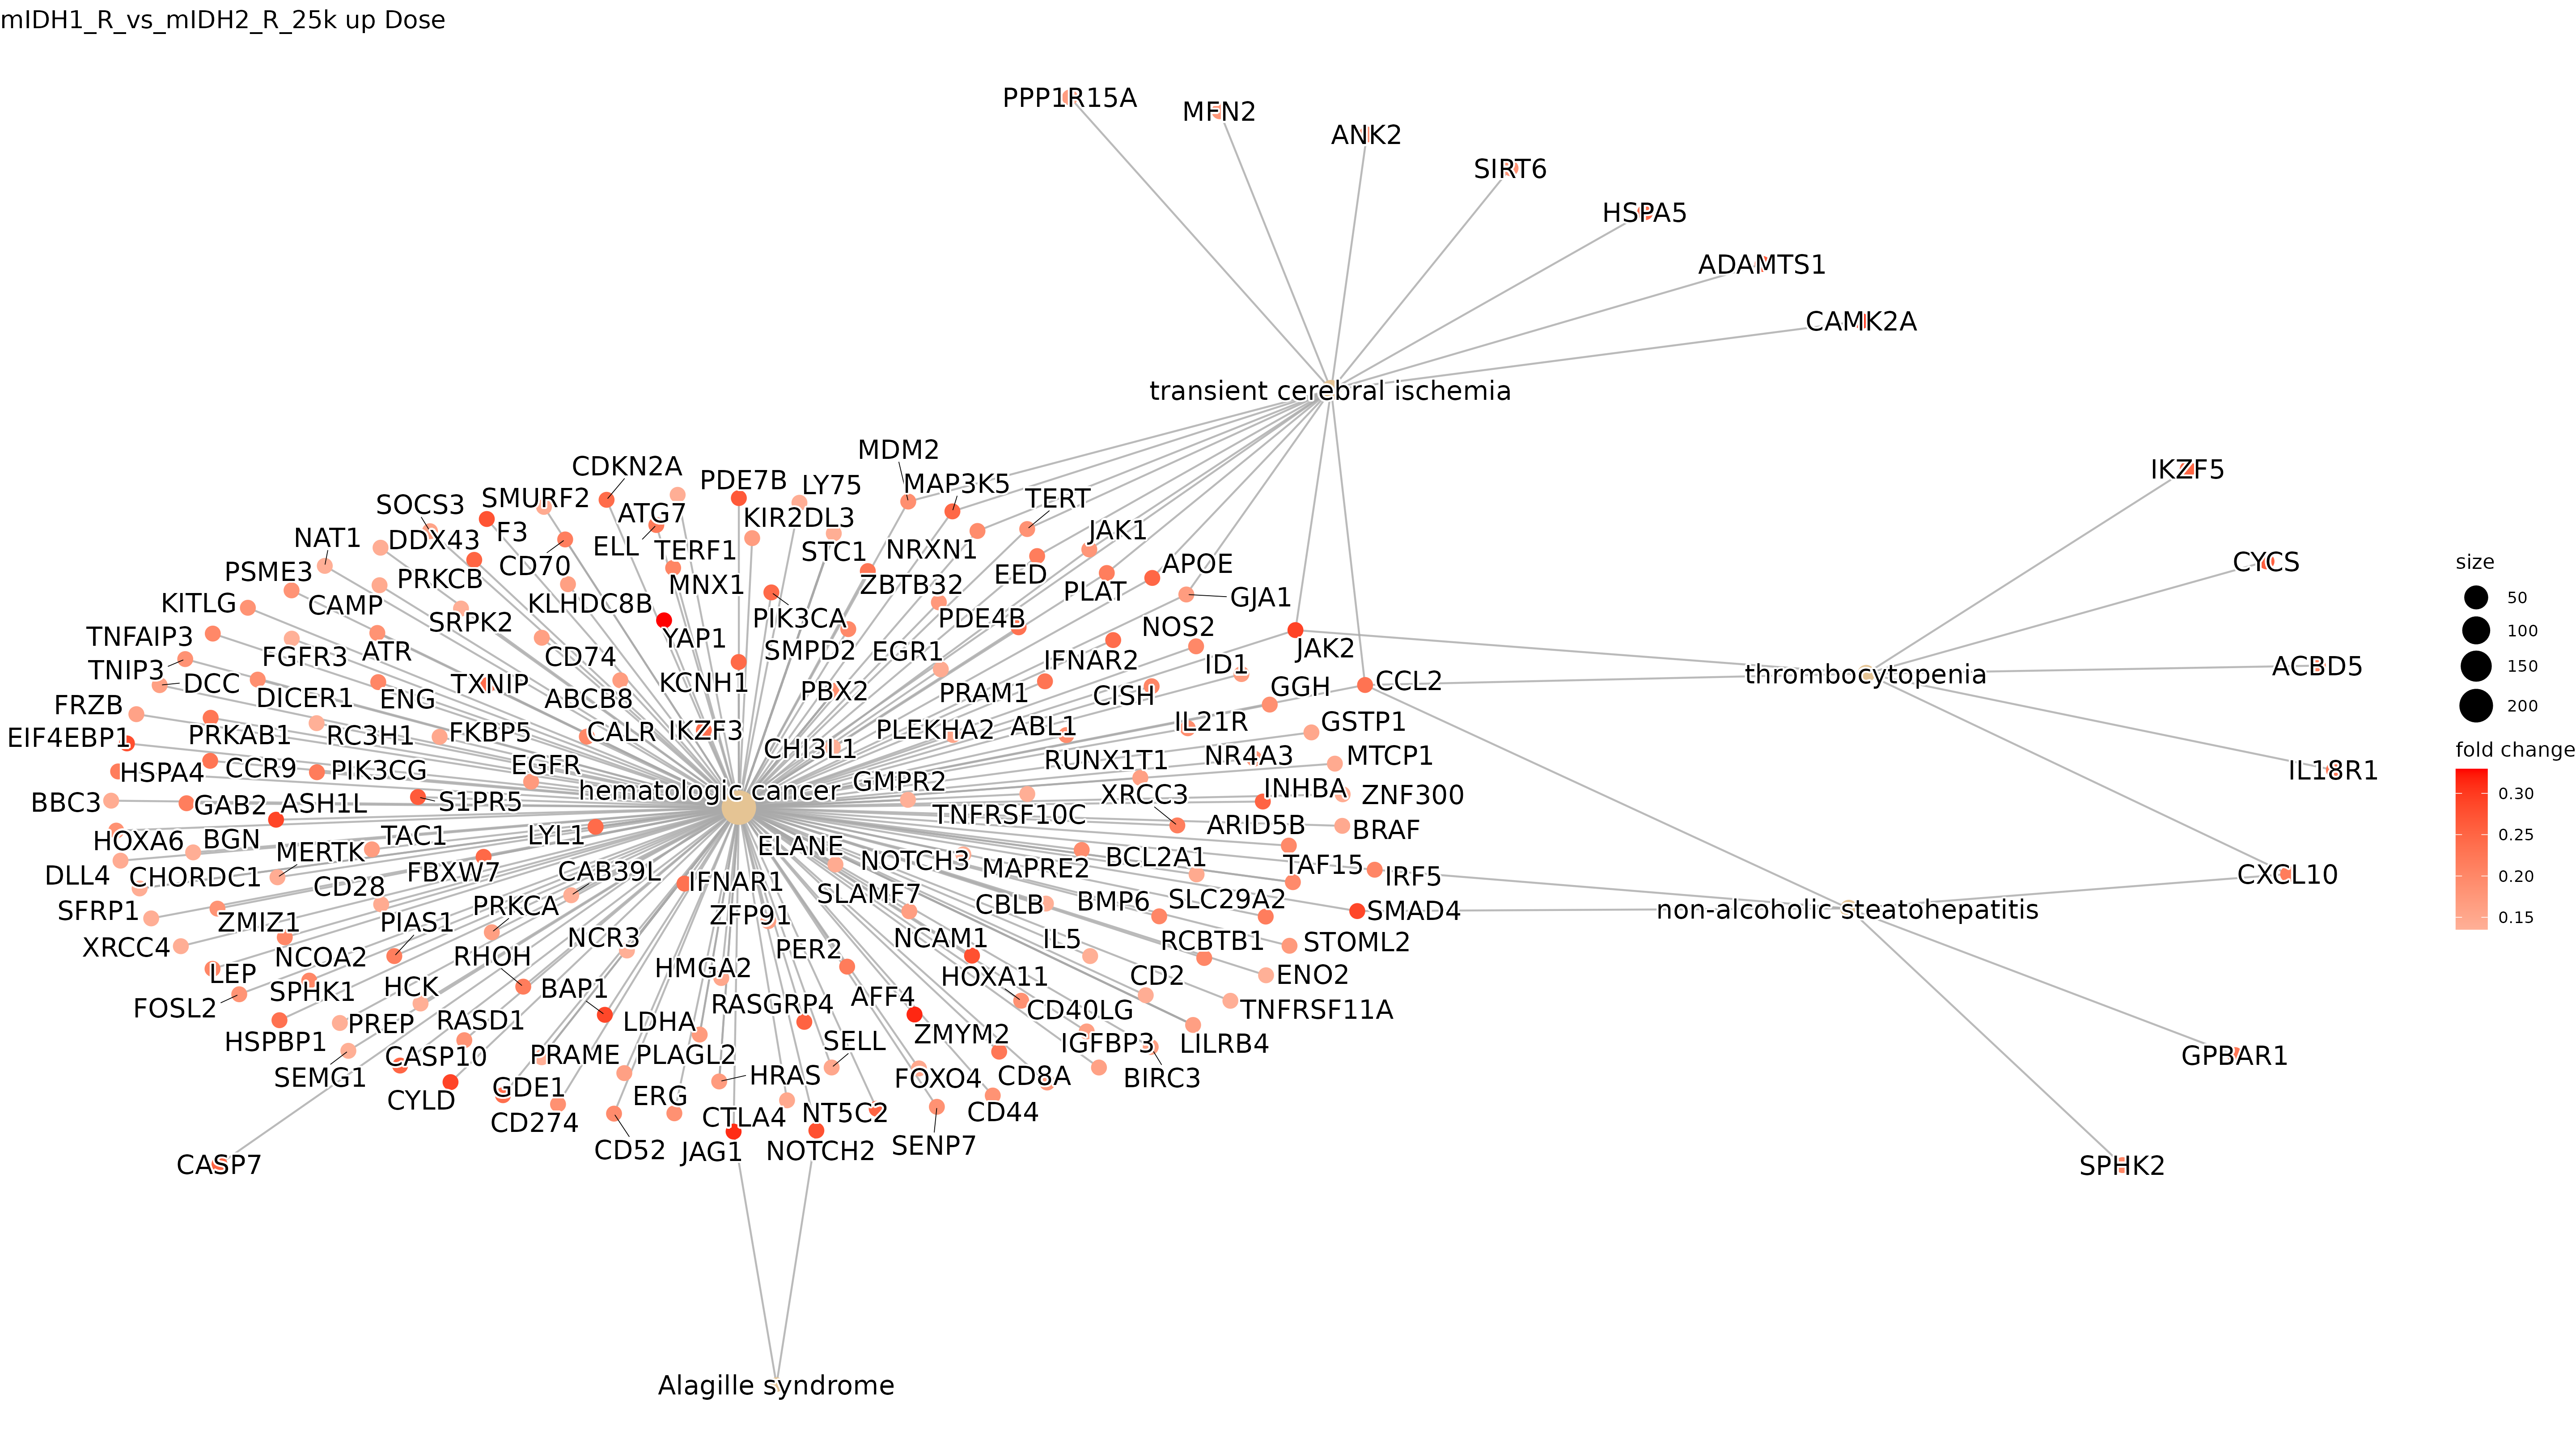 mIDH1_R_vs_mIDH2_R_25k up Dose
PPP1R15A
MFN2
ANK2
SIRT6
HSPA5
ADAMTS1
CAMK2A
transient cerebral ischemia
MDM2
CDKN2A
PDE7B
LY75
MAP3K5
IKZF5
SOCS3
SMURF2
TERT
ATG7
KIR2DL3
NAT1
DDX43
F3
ELL
TERF1
STC1
NRXN1
JAK1
PSME3
PRKCB
CD70
MNX1
ZBTB32
EED
PLAT
APOE
CYCS
KITLG
CAMP
KLHDC8B
GJA1
SRPK2
PIK3CA
PDE4B
TNFAIP3
YAP1
NOS2
FGFR3
ATR
CD74
SMPD2
EGR1
IFNAR2
ID1
JAK2
TNIP3
DCC
DICER1
ENG
TXNIP
ABCB8
KCNH1
PBX2
PRAM1
CISH
GGH
CCL2
thrombocytopenia
ACBD5
FRZB
EIF4EBP1
PRKAB1
RC3H1
FKBP5
CALR
IKZF3
CHI3L1
PLEKHA2
ABL1
IL21R
GSTP1
HSPA4
CCR9
PIK3CG
EGFR
RUNX1T1
NR4A3
MTCP1
IL18R1
BBC3
GAB2
ASH1L
S1PR5
hematologic cancer
GMPR2
TNFRSF10C
XRCC3
INHBA
ZNF300
HOXA6
BGN
TAC1
LYL1
ELANE
ARID5B
BRAF
MERTK
NOTCH3
MAPRE2
BCL2A1
TAF15
DLL4
CHORDC1
CD28
FBXW7
CAB39L
IFNAR1
SLAMF7
IRF5
CXCL10
SFRP1
ZMIZ1
PIAS1
PRKCA
ZFP91
CBLB
BMP6
SLC29A2
SMAD4
non-alcoholic steatohepatitis
XRCC4
NCOA2
RHOH
NCR3
PER2
NCAM1
IL5
RCBTB1
STOML2
LEP
SPHK1
HCK
BAP1
HMGA2
HOXA11
CD2
ENO2
FOSL2
PREP
RASD1
LDHA
RASGRP4
AFF4
CD40LG
TNFRSF11A
HSPBP1
CASP10
PRAME
PLAGL2
SELL
ZMYM2
IGFBP3
LILRB4
GPBAR1
SEMG1
CYLD
GDE1
HRAS
FOXO4
CD8A
BIRC3
CD274
ERG
CTLA4
NT5C2
CD44
CASP7
CD52
JAG1
NOTCH2
SENP7
SPHK2
Alagille syndrome
size
50
100
150
200
fold change
0.30
0.25
0.20
0.15